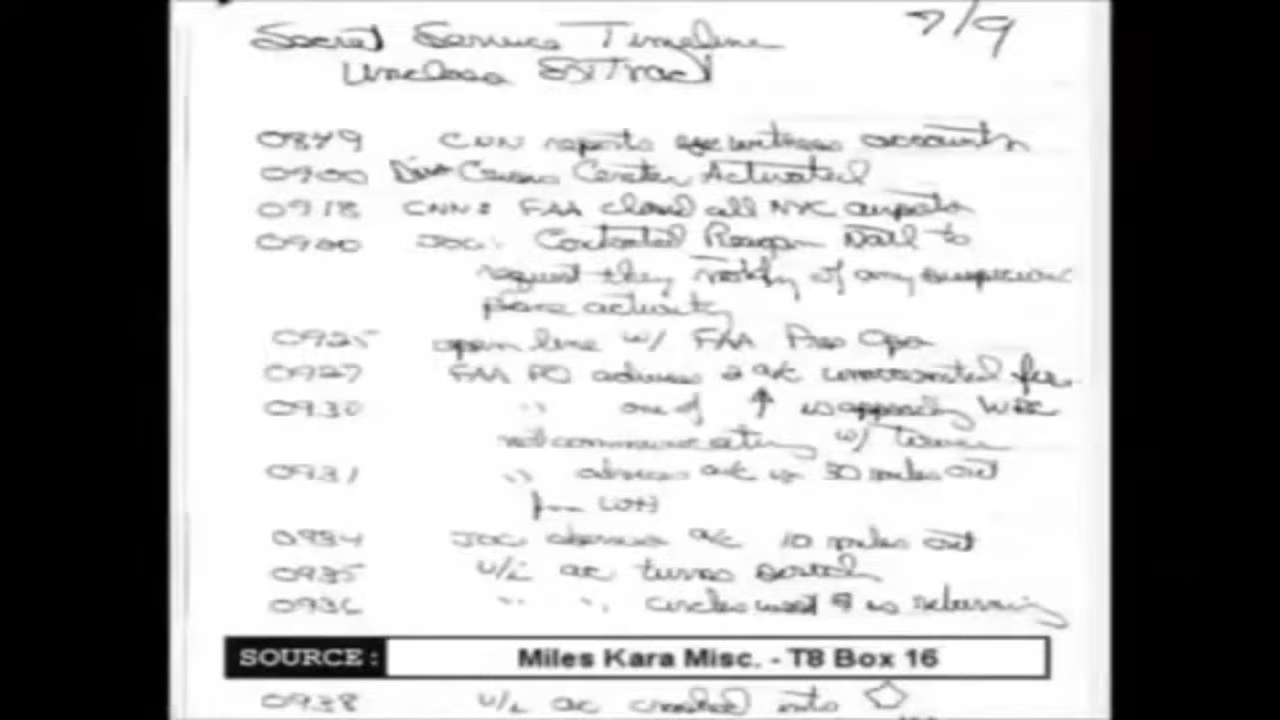 7/9
Secret Service Timeline
Unclass Extract
0849 CNN reports eyewitness accounts
0900 Crisis Center Activated
0918 CNN: FAA closed all NYC airports
JOC: Contacted Reagan Natl to
request they notify of any suspicious
plane activity
0925 open line w/ FAA Ops
0927 FAA advises 2 a/c unaccounted for
0930 " one of ↑ is approaching
not communicating w/ Tower
0931 " advises a/c is 30 miles out
from WH
0934 JOC advises a/c 10 miles out
0935 u/i ac turns South
0936 " " circles west & is returning
SOURCE: Miles Kara Misc. - T8 Box 16
0938 u/i ac crashed into